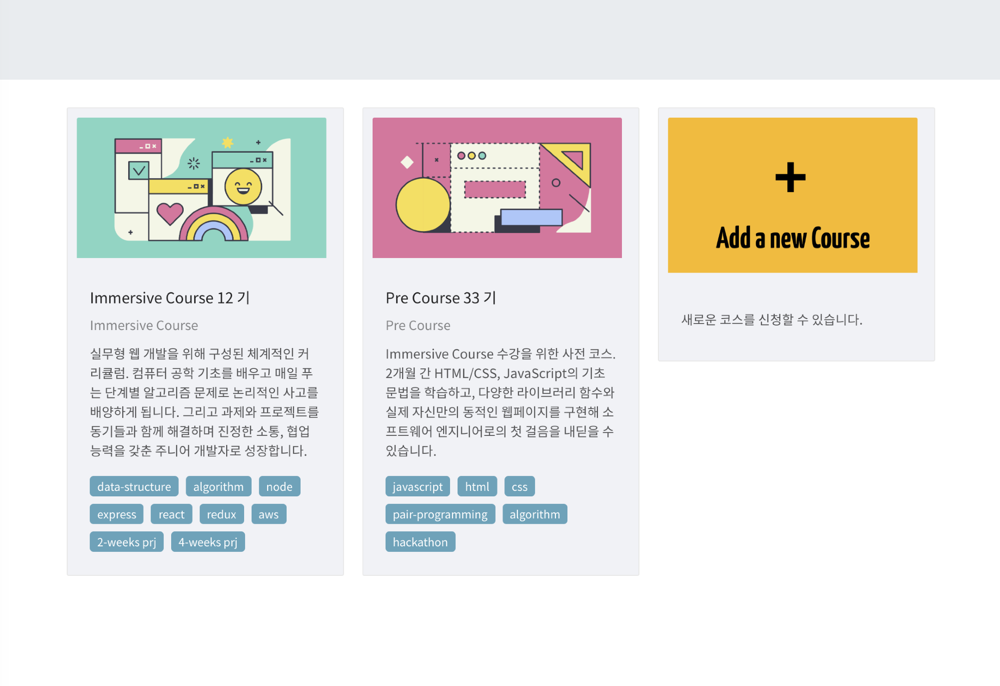 Immersive Course 12 기
Immersive Course
실무형 웹 개발을 위해 구성된 체계적인 커
리큘럼. 컴퓨터 공학 기초를 배우고 매일 푸
는 단계별 알고리즘 문제로 논리적인 사고를
배양하게 됩니다. 그리고 과제와 프로젝트를
동기들과 함께 해결하며 진정한 소통, 협업
능력을 갖춘 주니어 개발자로 성장합니다.
data-structure algorithm node
express react redux aws
2-weeks prj 4-weeks prj
Pre Course 33 기
Pre Course
Immersive Course 수강을 위한 사전 코스.
2개월 간 HTML/CSS, JavaScript의 기초
문법을 학습하고, 다양한 라이브러리 함수와
실제 자신만의 동적인 웹페이지를 구현해 소
프트웨어 엔지니어로의 첫 걸음을 내딛을 수
있습니다.
javascript html css
pair-programming algorithm
hackathon
Add a new Course
새로운 코스를 신청할 수 있습니다.